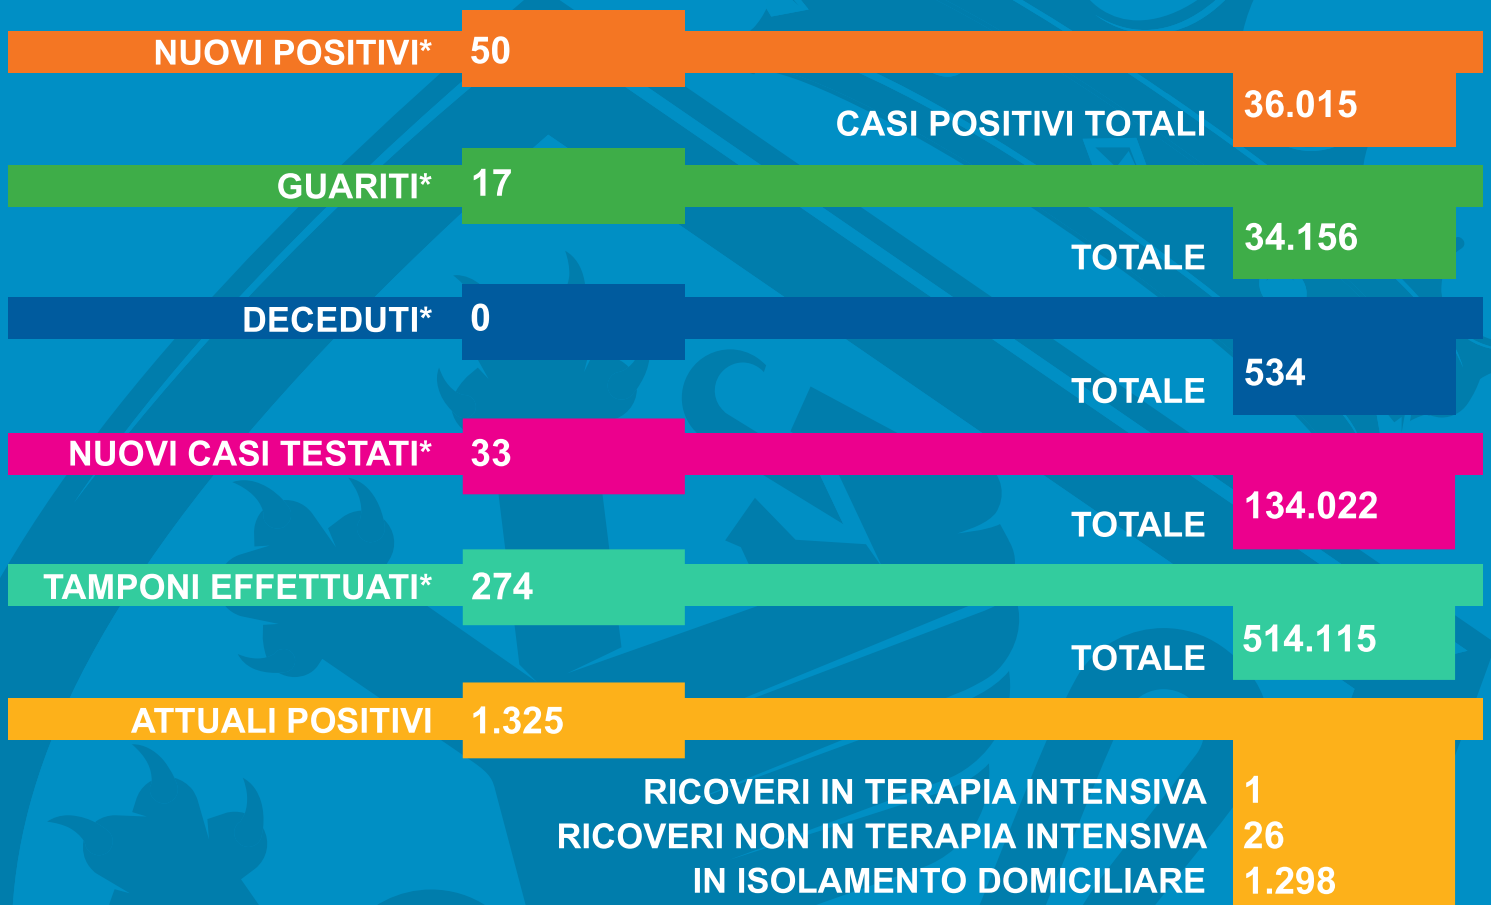 NUOVI POSITIVI* 50
CASI POSITIVI TOTALI 36.015
GUARITI* 17
TOTALE 34.156
DECEDUTI* 0
TOTALE 534
NUOVI CASI TESTATI* 33
TOTALE 134.022
TAMPONI EFFETTUATI* 274
TOTALE 514.115
ATTUALI POSITIVI 1.325
RICOVERI IN TERAPIA INTENSIVA 1
RICOVERI NON IN TERAPIA INTENSIVA 26
IN ISOLAMENTO DOMICILIARE 1.298